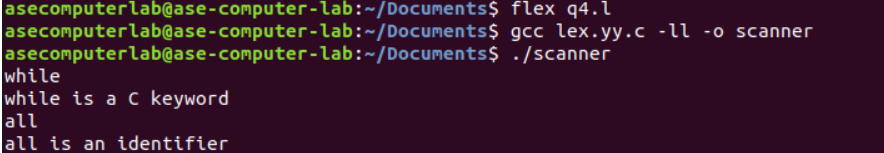 asecomputerlab@ase-computer-lab:~/Documents$ flex q4.l
asecomputerlab@ase-computer-lab:~/Documents$ gcc lex.yy.c -ll -o scanner
asecomputerlab@ase-computer-lab:~/Documents$ ./scanner
while
while is a C keyword
all
all is an identifier